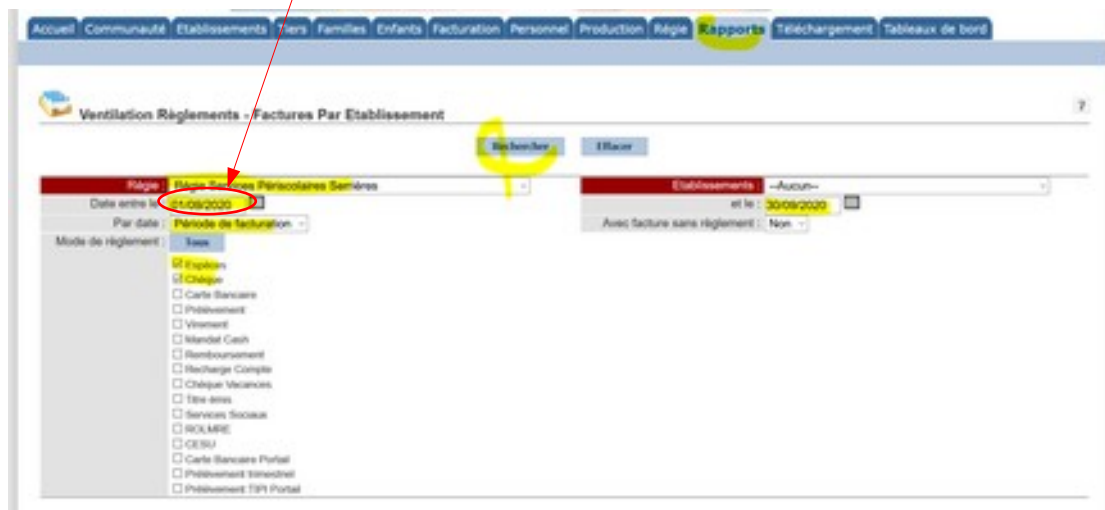 Accueil Communauté Etablissements Tiers Familles Enfants Facturation Personnel Production Régie Rapports Téléchargement Tableaux de bord
Ventilation Règlements - Factures Par Etablissement ?
Rechercher Effacer
Régie : Régie Services Périscolaires Serrières Etablissements : --Aucun--
Date entre le 01/09/2020 et le : 30/09/2020
Par date : Période de facturation Avec facture sans règlement : Non
Mode de règlement : Tous
Espèces
Chèque
Carte Bancaire
Prélèvement
Virement
Mandat Cash
Remboursement
Recharge Compte
Chèque Vacances
Titre émis
Services Sociaux
ROLMRE
CESU
Carte Bancaire Portail
Prélèvement trimestriel
Prélèvement TIPI Portail